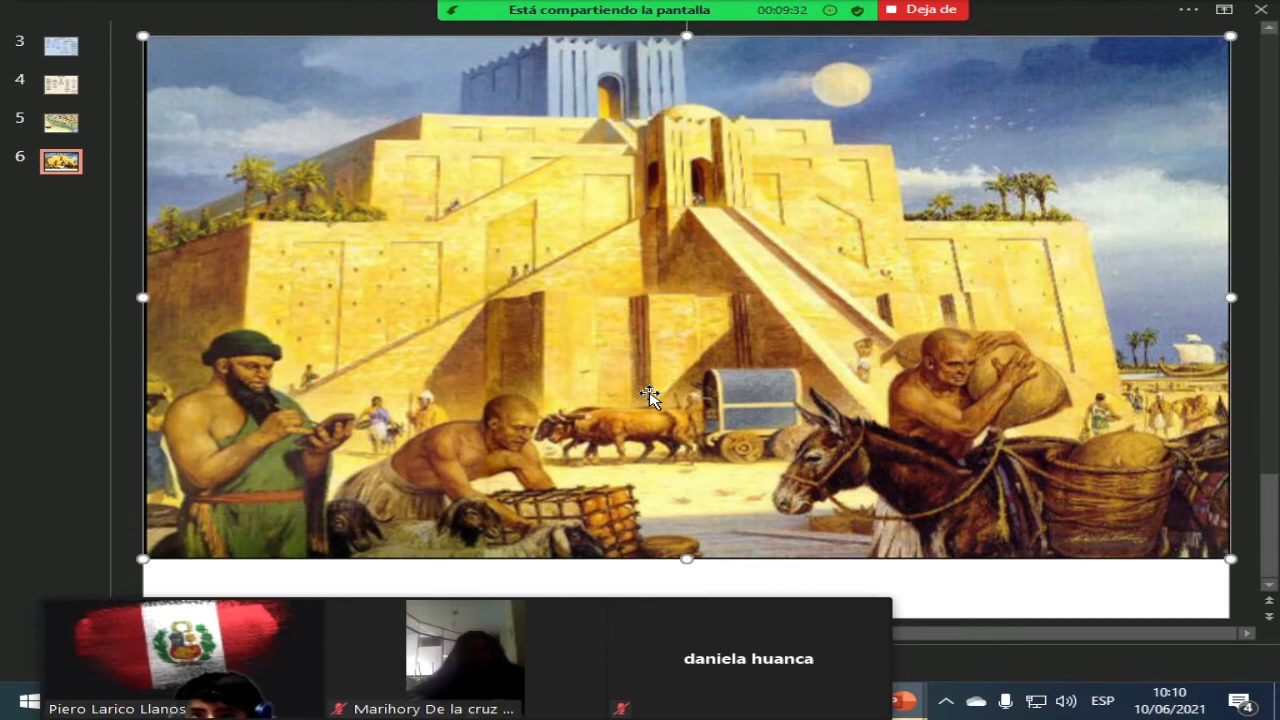 Está compartiendo la pantalla 00:09:32 Deja de
3
4
5
6
daniela huanca
Piero Larico Llanos
Marihory De la cruz ...
ESP
10:10
10/06/2021
4